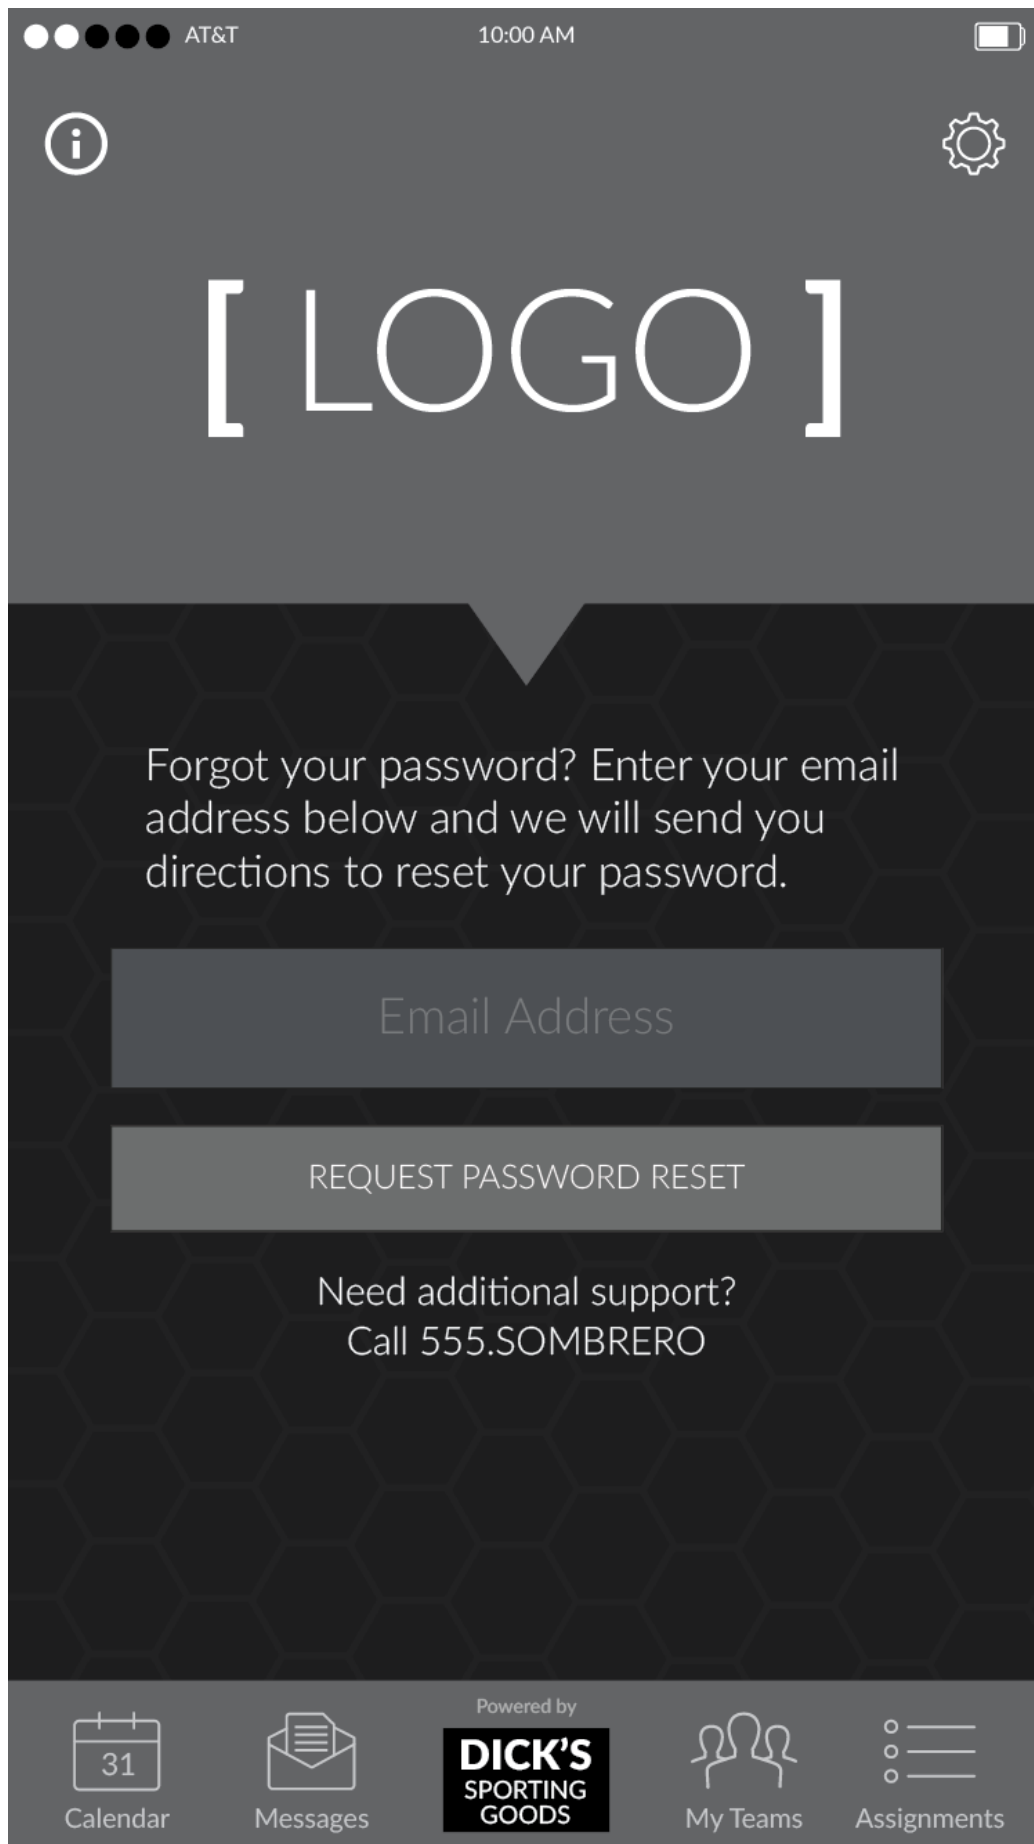 AT&T
10:00 AM
[ LOGO ]
Forgot your password? Enter your email
address below and we will send you
directions to reset your password.
Email Address
REQUEST PASSWORD RESET
Need additional support?
Call 555.SOMBRERO
31
Calendar
Messages
Powered by
DICK'S
SPORTING
GOODS
My Teams
Assignments